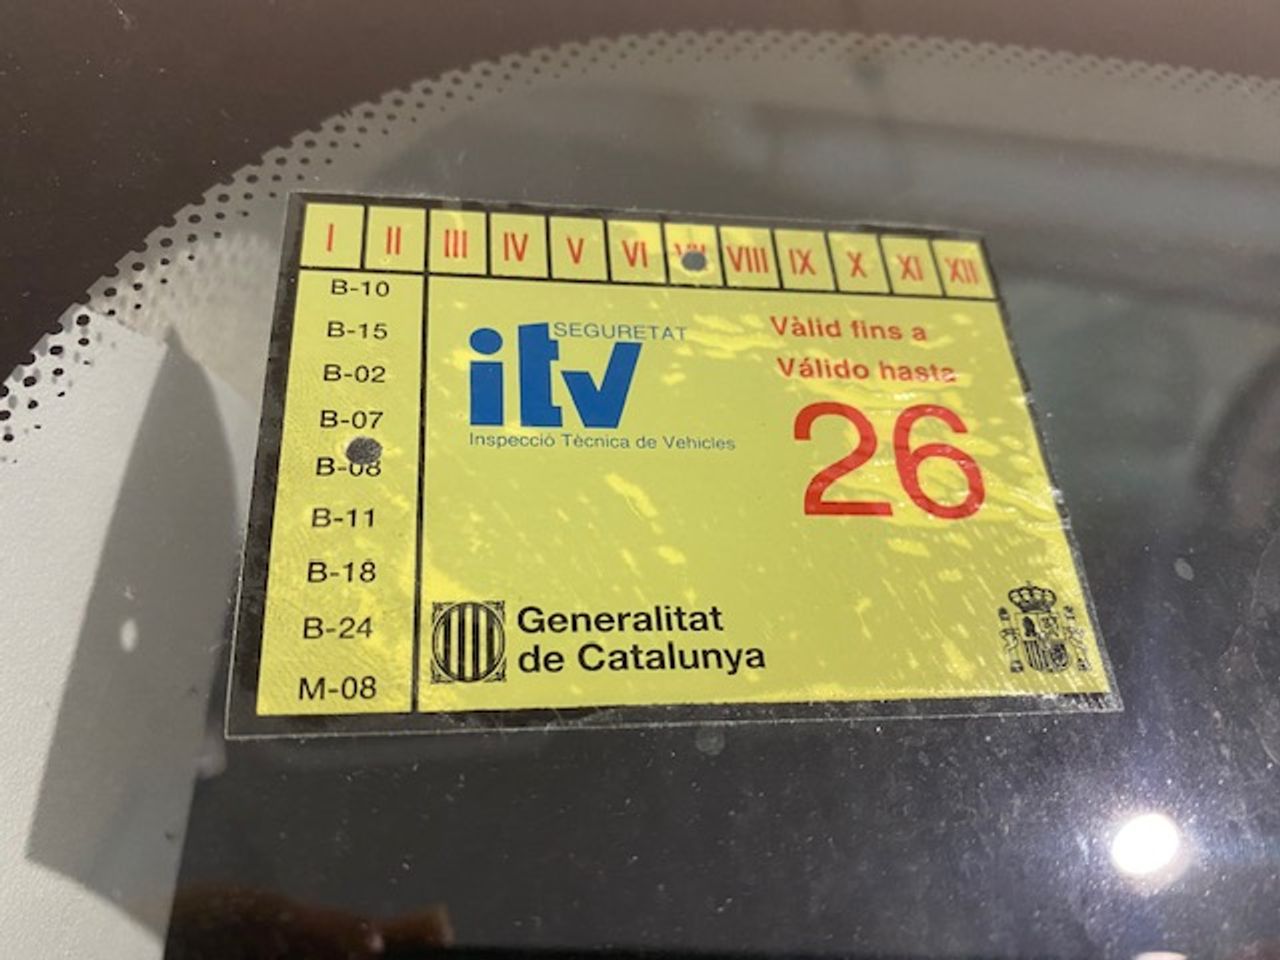 I II III IV V VI VII VIII IX X XI XII
B-10
B-15
B-02
B-07
B-08
B-11
B-18
B-24
M-08
SEGURETAT
itv
Inspecció Tècnica de Vehicles
Vàlid fins a
Válido hasta
26
Generalitat
de Catalunya